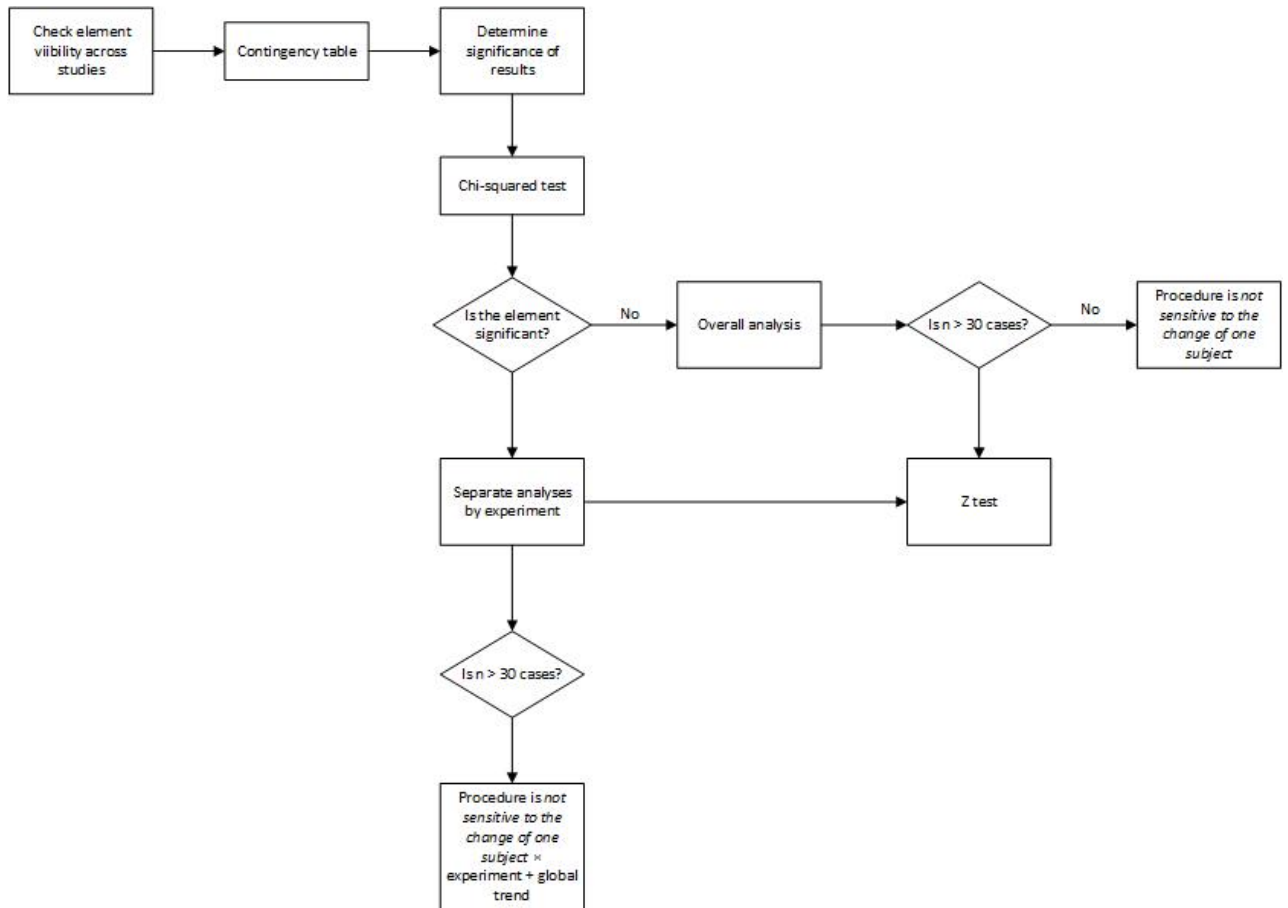 Check element
viibility across
studies
Contingency table
Determine
significance of
results
Chi-squared test
Is the element
significant?
No
Overall analysis
Is n > 30 cases?
No
Procedure is not
sensitive to the
change of one
subject
Separate analyses
by experiment
Z test
Is n > 30 cases?
Procedure is not
sensitive to the
change of one
subject ×
experiment + global
trend